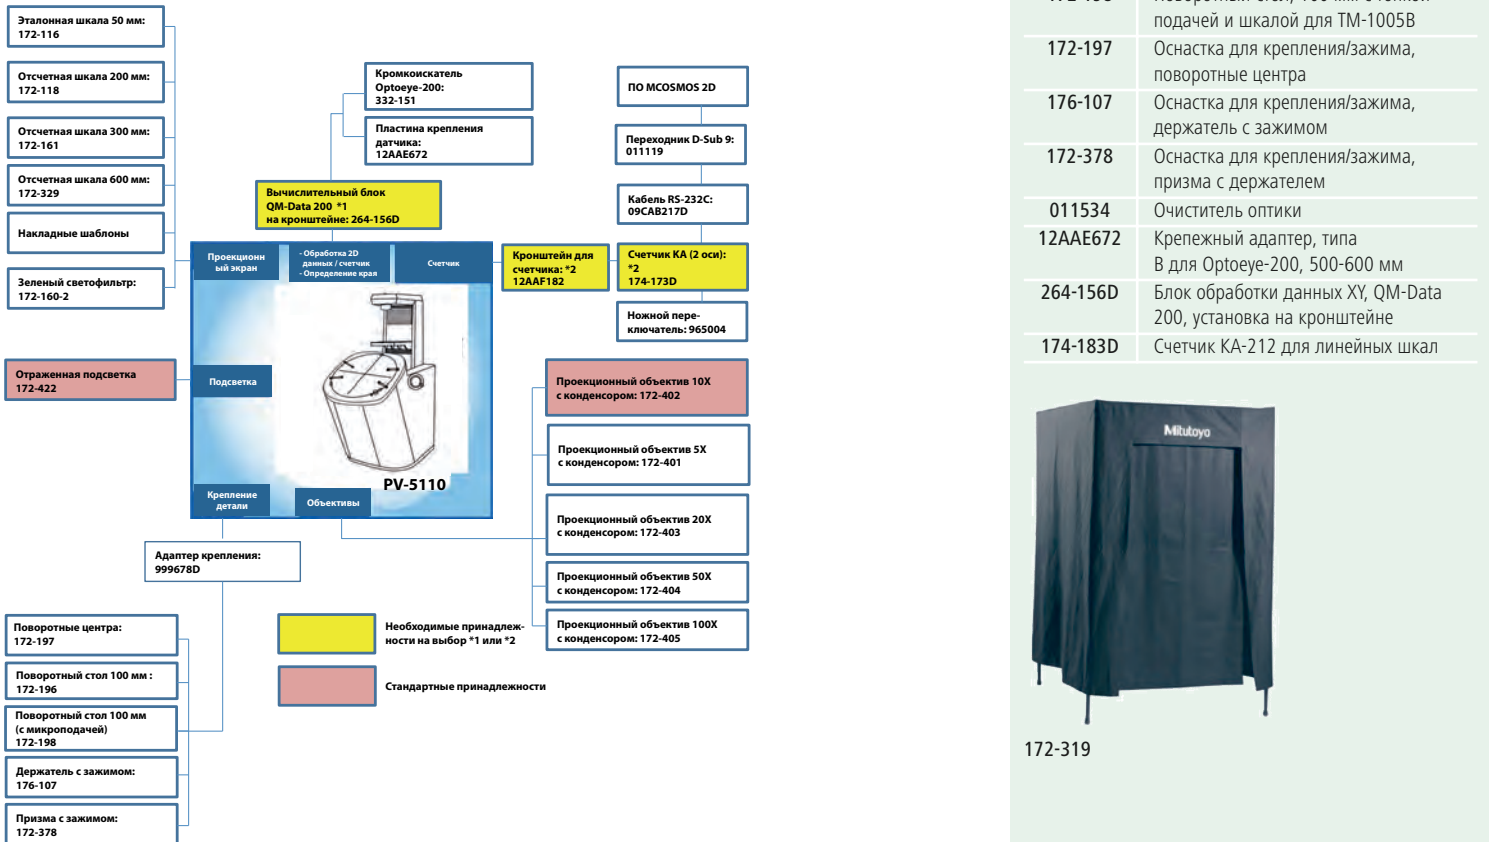 Эталонная шкала 50 мм:
172-116
Отсчетная шкала 200 мм:
172-118
Отсчетная шкала 300 мм:
172-161
Отсчетная шкала 600 мм:
172-329
Накладные шаблоны
Зеленый светофильтр:
172-160-2
Отраженная подсветка
172-422
Кромкоискатель
Optoeye-200:
332-151
Пластина крепления
датчика:
12AAE672
Вычислительный блок
QM-Data 200 *1
на кронштейне: 264-156D
ПО MCOSMOS 2D
Переходник D-Sub 9:
011119
Кабель RS-232C:
09CAB217D
Кронштейн для
счетчика: *2
12AAF182
Счетчик КА (2 оси):
*2
174-173D
Ножной пере-
ключатель: 965004
Проекционн
ый экран
- Обработка 2D
данных / счетчик
- Определение края
Счетчик
Подсветка
PV-5110
Крепление
детали
Объективы
Проекционный объектив 10X
с конденсором: 172-402
Проекционный объектив 5X
с конденсором: 172-401
Проекционный объектив 20X
с конденсором: 172-403
Проекционный объектив 50X
с конденсором: 172-404
Проекционный объектив 100X
с конденсором: 172-405
Адаптер крепления:
999678D
Поворотные центра:
172-197
Поворотный стол 100 мм :
172-196
Поворотный стол 100 мм
(с микроподачей)
172-198
Держатель с зажимом:
176-107
Призма с зажимом:
172-378
Необходимые принадлеж-
ности на выбор *1 или *2
Стандартные принадлежности
подачей и шкалой для TM-1005B
172-197 Оснастка для крепления/зажима,
поворотные центра
176-107 Оснастка для крепления/зажима,
держатель с зажимом
172-378 Оснастка для крепления/зажима,
призма с держателем
011534 Очиститель оптики
12AAE672 Крепежный адаптер, типа
B для Optoeye-200, 500-600 мм
264-156D Блок обработки данных XY, QM-Data
200, установка на кронштейне
174-183D Счетчик КА-212 для линейных шкал
Mitutoyo
172-319